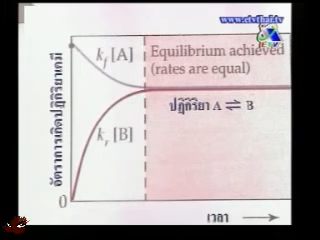 www.etvthai.tv
kf [A]
Equilibrium achieved
(rates are equal)
ปฏิกิริยา A ⇌ B
kr [B]
อัตราการเกิดปฏิกิริยาเคมี
0
เวลา